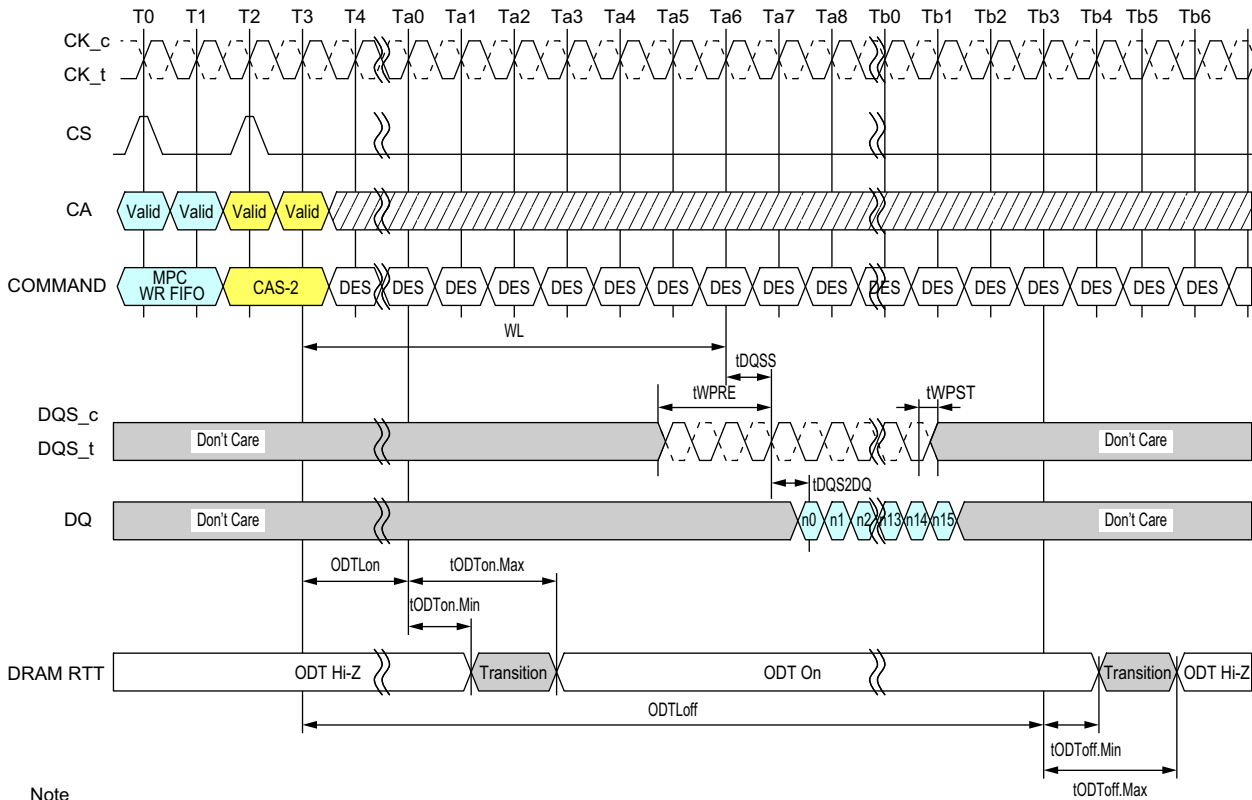 T0 T1 T2 T3 T4 Ta0 Ta1 Ta2 Ta3 Ta4 Ta5 Ta6 Ta7 Ta8 Tb0 Tb1 Tb2 Tb3 Tb4 Tb5 Tb6
CK_c
CK_t
CS
CA Valid Valid Valid Valid
COMMAND MPC WR FIFO CAS-2 DES DES DES DES DES DES DES DES DES DES DES DES DES DES DES DES DES
WL
tDQSS
tWPRE tWPST
DQS_c
DQS_t Don't Care Don't Care
tDQS2DQ
DQ Don't Care n0 n1 n2 n13 n14 n15 Don't Care
ODTLon tODTon.Max
tODTon.Min
DRAM RTT ODT Hi-Z Transition ODT On Transition ODT Hi-Z
ODTLoff
tODToff.Min
tODToff.Max
Note